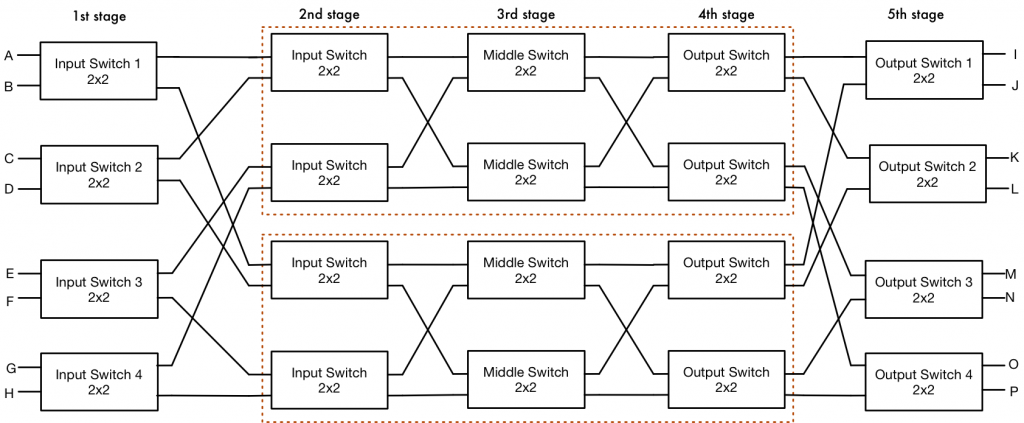 1st stage
2nd stage
3rd stage
4th stage
5th stage
A
B
Input Switch 1
2x2
Input Switch
2x2
Middle Switch
2x2
Output Switch
2x2
Output Switch 1
2x2
I
J
C
D
Input Switch 2
2x2
Input Switch
2x2
Middle Switch
2x2
Output Switch
2x2
Output Switch 2
2x2
K
L
E
F
Input Switch 3
2x2
Input Switch
2x2
Middle Switch
2x2
Output Switch
2x2
Output Switch 3
2x2
M
N
G
H
Input Switch 4
2x2
Input Switch
2x2
Middle Switch
2x2
Output Switch
2x2
Output Switch 4
2x2
O
P